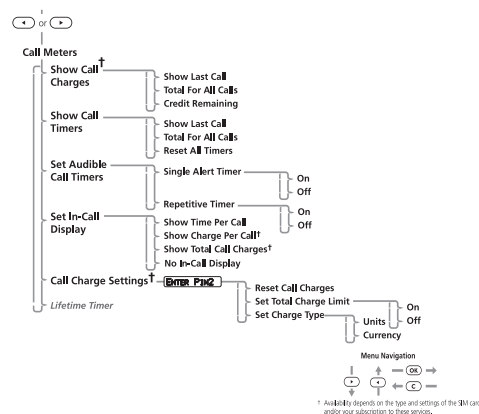 or
Call Meters
Show Call†
Charges
Show Last Call
Total For All Calls
Credit Remaining
Show Call
Timers
Show Last Call
Total For All Calls
Reset All Timers
Set Audible
Call Timers
Single Alert Timer
On
Off
Repetitive Timer
On
Off
Set In-Call
Display
Show Time Per Call
Show Charge Per Call†
Show Total Call Charges†
No In-Call Display
Call Charge Settings†
ENTER PIN2
Reset Call Charges
Set Total Charge Limit
On
Off
Set Charge Type
Units
Currency
Lifetime Timer
Menu Navigation
OK
C
† Availability depends on the type and settings of the SIM card
and/or your subscription to these services.